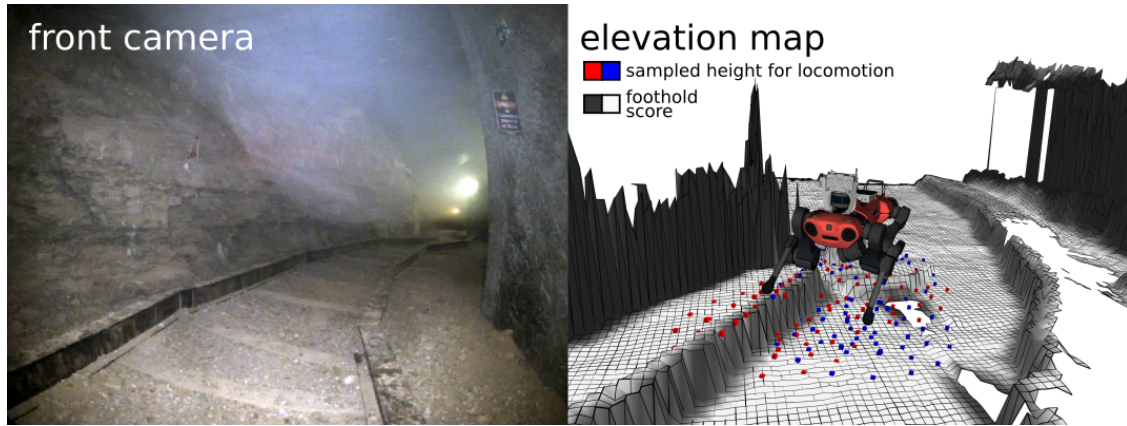 front camera
elevation map
sampled height for locomotion
foothold
score